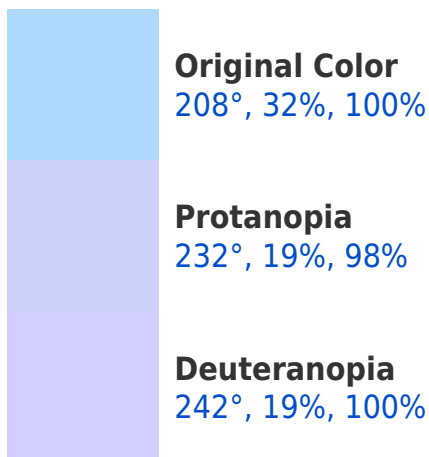 Original Color
208°, 32%, 100%
Protanopia
232°, 19%, 98%
Deuteranopia
242°, 19%, 100%